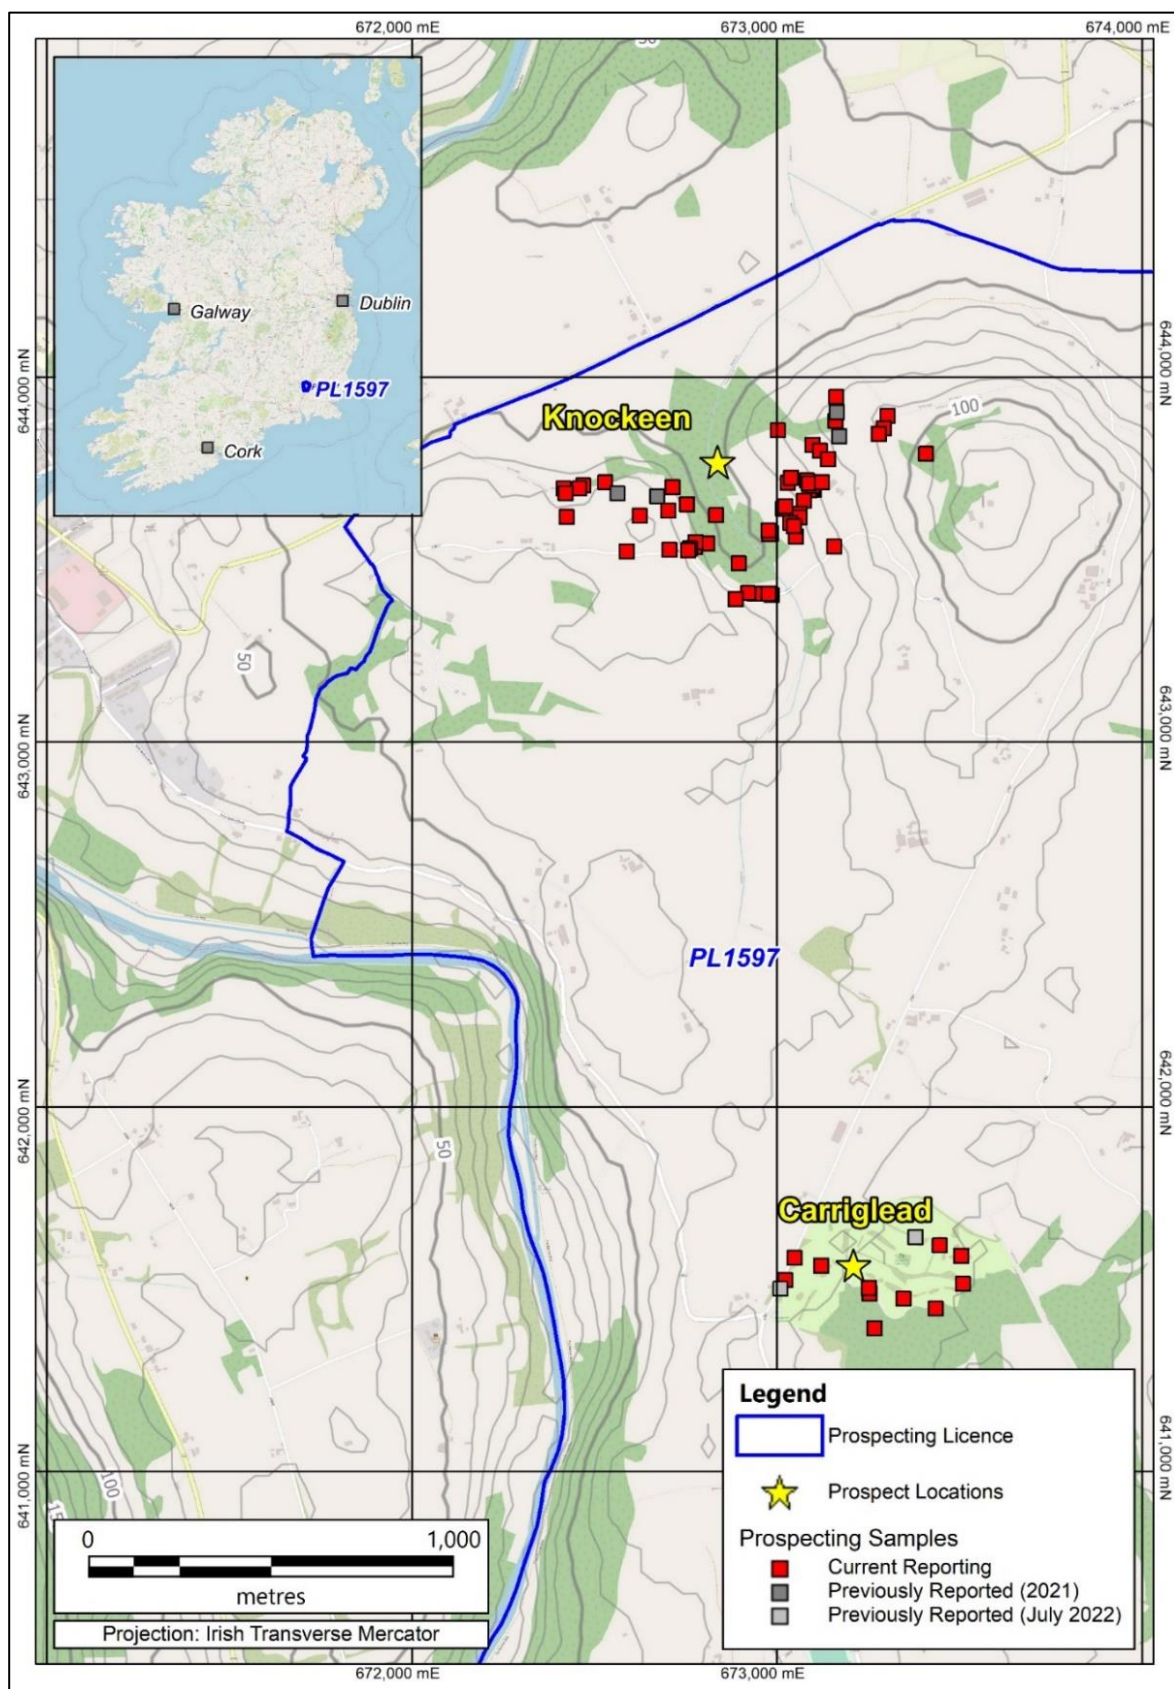 672,000 mE
673,000 mE
674,000 mE
50
Galway
Dublin
PL1597
Cork
644,000 mN
644,000 mN
Knockeen
100
50
643,000 mN
643,000 mN
PL1597
642,000 mN
642,000 mN
50
Carriglead
641,000 mN
641,000 mN
100
Legend
Prospecting Licence
Prospect Locations
Prospecting Samples
Current Reporting
Previously Reported (2021)
Previously Reported (July 2022)
0
1,000
metres
Projection: Irish Transverse Mercator
672,000 mE
673,000 mE